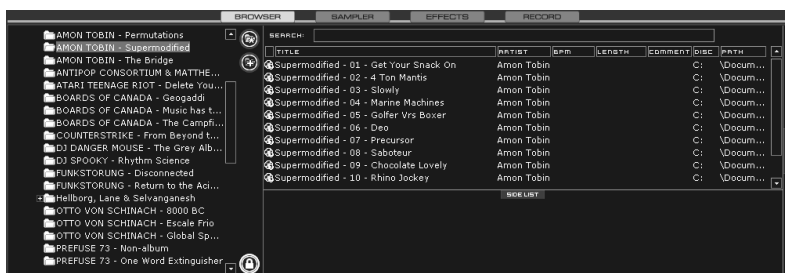 BROWSER SAMPLER EFFECTS RECORD
AMON TOBIN - Permutations
AMON TOBIN - Supermodified
AMON TOBIN - The Bridge
ANTIPOP CONSORTIUM & MATTHE...
ATARI TEENAGE RIOT - Delete You...
BOARDS OF CANADA - Geogaddi
BOARDS OF CANADA - Music has t...
BOARDS OF CANADA - The Campfi...
COUNTERSTRIKE - From Beyond t...
DJ DANGER MOUSE - The Grey Alb...
DJ SPOOKY - Rhythm Science
FUNKSTORUNG - Disconnected
FUNKSTORUNG - Return to the Aci...
Hellborg, Lane & Selvanganesh
OTTO VON SCHINACH - 8000 BC
OTTO VON SCHINACH - Escale Frio
OTTO VON SCHINACH - Global Sp...
PREFUSE 73 - Non-album
PREFUSE 73 - One Word Extinguisher
SEARCH:
TITLE ARTIST BPM LENGTH COMMENT DISC PATH
Supermodified - 01 - Get Your Snack On Amon Tobin C: \Docum...
Supermodified - 02 - 4 Ton Mantis Amon Tobin C: \Docum...
Supermodified - 03 - Slowly Amon Tobin C: \Docum...
Supermodified - 04 - Marine Machines Amon Tobin C: \Docum...
Supermodified - 05 - Golfer Vrs Boxer Amon Tobin C: \Docum...
Supermodified - 06 - Deo Amon Tobin C: \Docum...
Supermodified - 07 - Precursor Amon Tobin C: \Docum...
Supermodified - 08 - Saboteur Amon Tobin C: \Docum...
Supermodified - 09 - Chocolate Lovely Amon Tobin C: \Docum...
Supermodified - 10 - Rhino Jockey Amon Tobin C: \Docum...
SIDE LIST